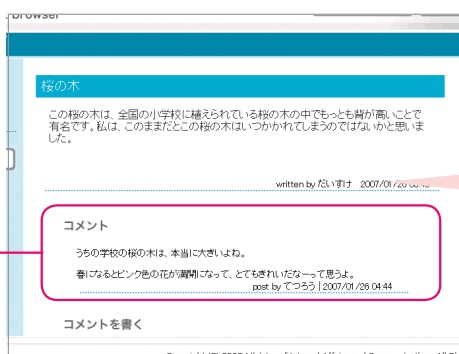 browser
桜の木
この桜の木は、全国の小学校に植えられている桜の木の中でもっとも背が高いことで
有名です。私は、このままだとこの桜の木はいつかかれてしまうのではないかと思いま
した。
written by だいすけ 2007/01/26
コメント
うちの学校の桜の木は、本当に大きいよね。
春になるとピンク色の花が満開になって、とてもきれいだなーって思うよ。
post by てつろう | 2007/01/26 04:44
コメントを書く